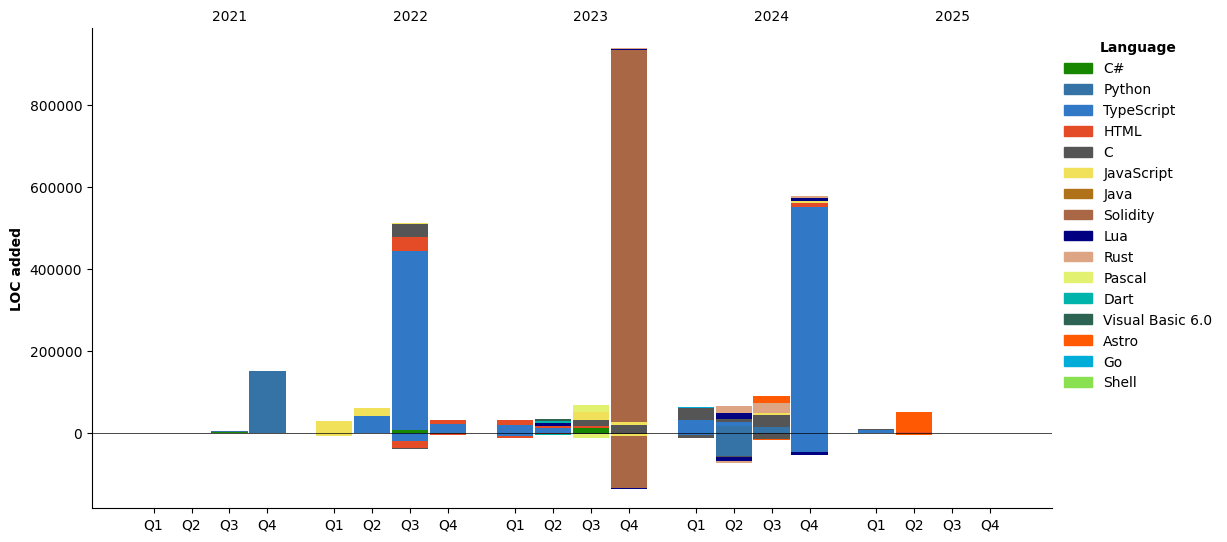 2021 2022 2023 2024 2025
LOC added
800000
600000
400000
200000
0
Q1 Q2 Q3 Q4 Q1 Q2 Q3 Q4 Q1 Q2 Q3 Q4 Q1 Q2 Q3 Q4 Q1 Q2 Q3 Q4
Language
C#
Python
TypeScript
HTML
C
JavaScript
Java
Solidity
Lua
Rust
Pascal
Dart
Visual Basic 6.0
Astro
Go
Shell